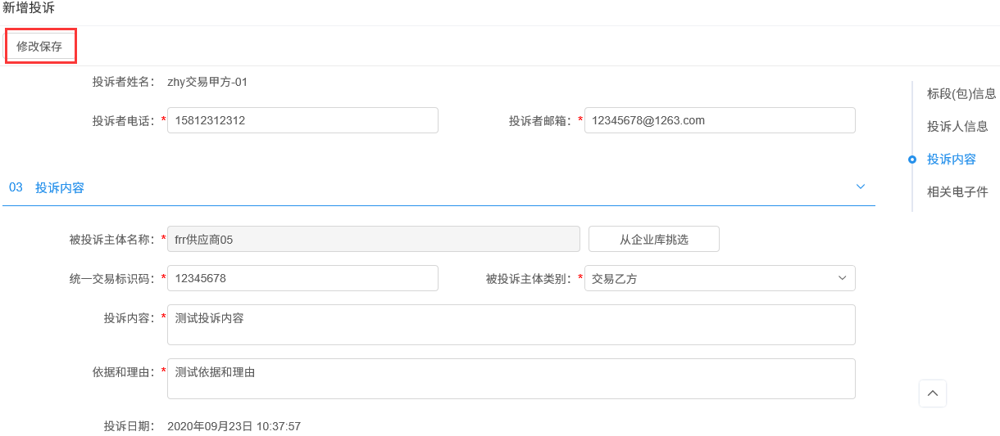 新增投诉
修改保存
投诉者姓名： zhy交易甲方-01
投诉者电话：*15812312312 投诉者邮箱：*12345678@1263.com
03 投诉内容
被投诉主体名称：*frr供应商05 从企业库挑选
统一交易标识码：*12345678 被投诉主体类别：*交易乙方
投诉内容：*测试投诉内容
依据和理由：*测试依据和理由
投诉日期： 2020年09月23日 10:37:57
标段(包)信息
投诉人信息
投诉内容
相关电子件